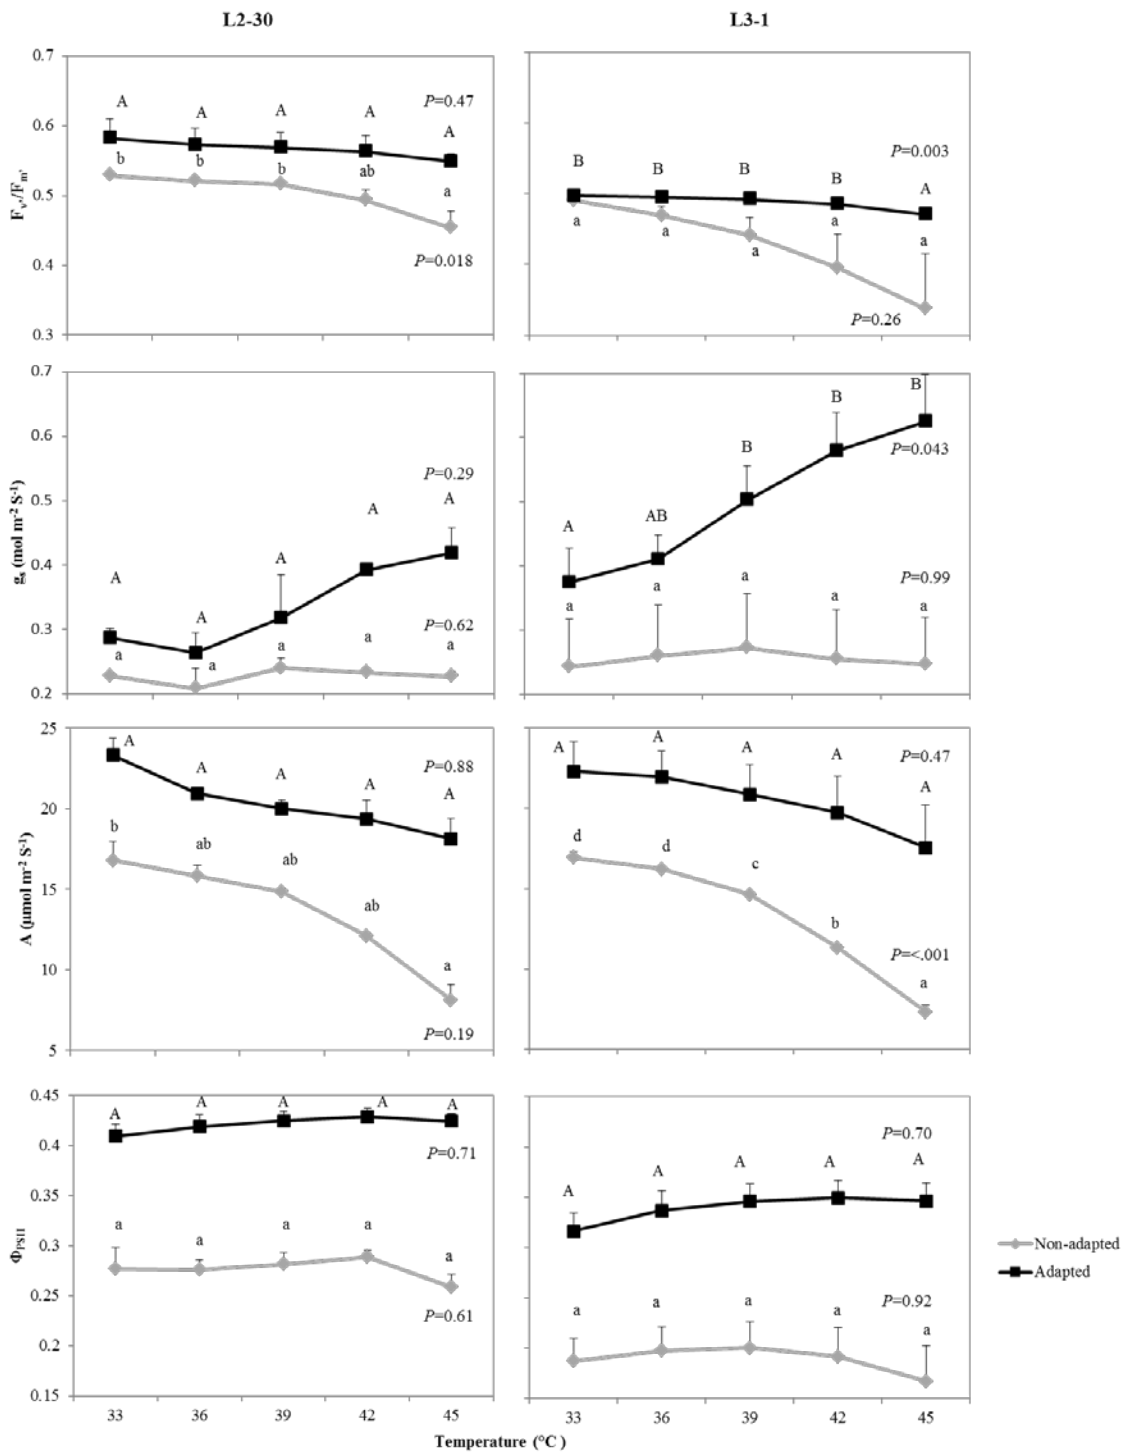 L2-30 L3-1
0.7
0.6
0.5
0.4
0.3
Fv'/Fm'
A A A A A
P=0.47
b b b ab a
P=0.018
B B B B A
P=0.003
a a a a a
P=0.26
0.7
0.6
0.5
0.4
0.3
0.2
gs (mol m-2 S-1)
A A A A A
P=0.29
a a a a a
P=0.62
A AB B B B
P=0.043
a a a a a
P=0.99
25
20
15
10
5
A (µmol m-2 S-1)
A A A A A
P=0.88
b ab ab ab a
P=0.19
A A A A A
P=0.47
d d c b a
P=<.001
0.45
0.4
0.35
0.3
0.25
0.2
0.15
ΦPSII
A A A A A
P=0.71
a a a a a
P=0.61
A A A A A
P=0.70
a a a a a
P=0.92
Non-adapted
Adapted
33 36 39 42 45 33 36 39 42 45
Temperature (°C )